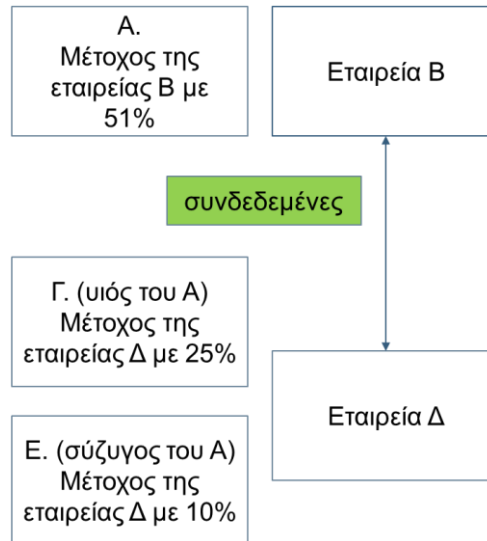 Α.
Μέτοχος της
εταιρείας Β με
51%
Εταιρεία Β
συνδεδεμένες
Γ. (υιός του Α)
Μέτοχος της
εταιρείας Δ με 25%
Εταιρεία Δ
Ε. (σύζυγος του Α)
Μέτοχος της
εταιρείας Δ με 10%